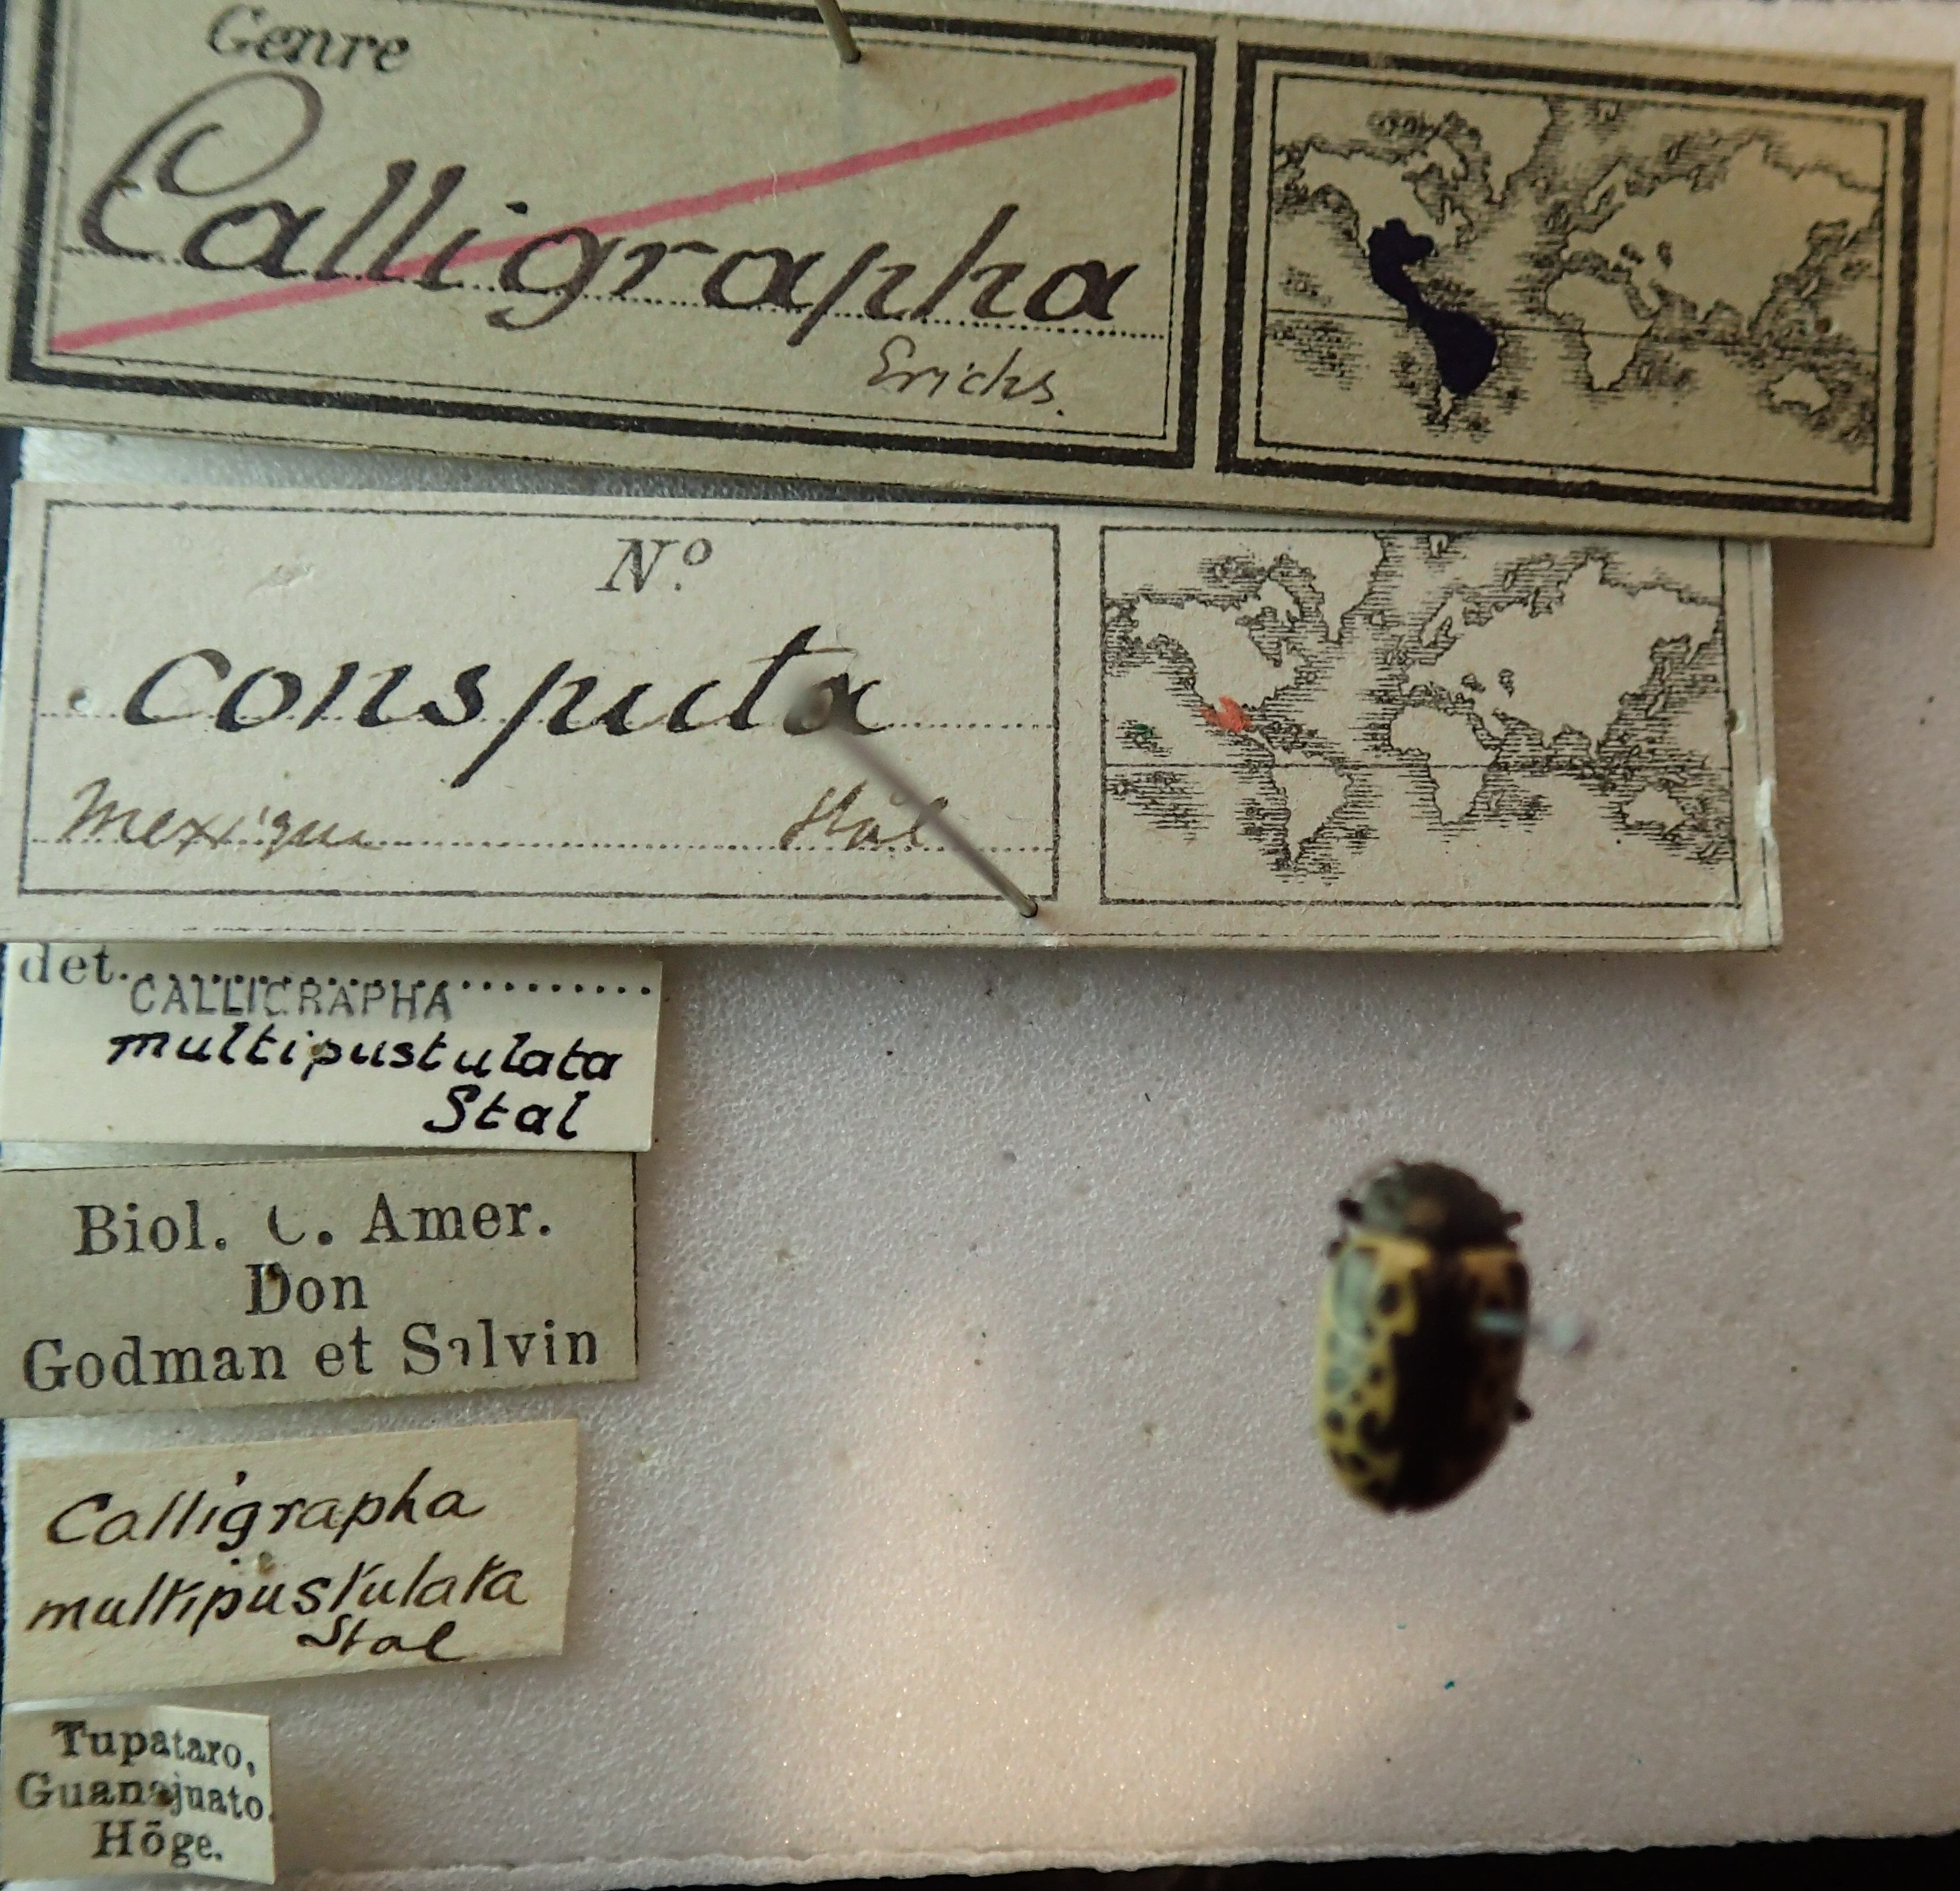 Genre
Calligrapha
Erichs.
N.º
consputa
Mexique Stål
det.
CALLIGRAPHA
multipustulata
Stal
Biol. C. Amer.
Don
Godman et Salvin
Calligrapha
multipustulata
Stal
Tupataro,
Guanajuato.
Höge.